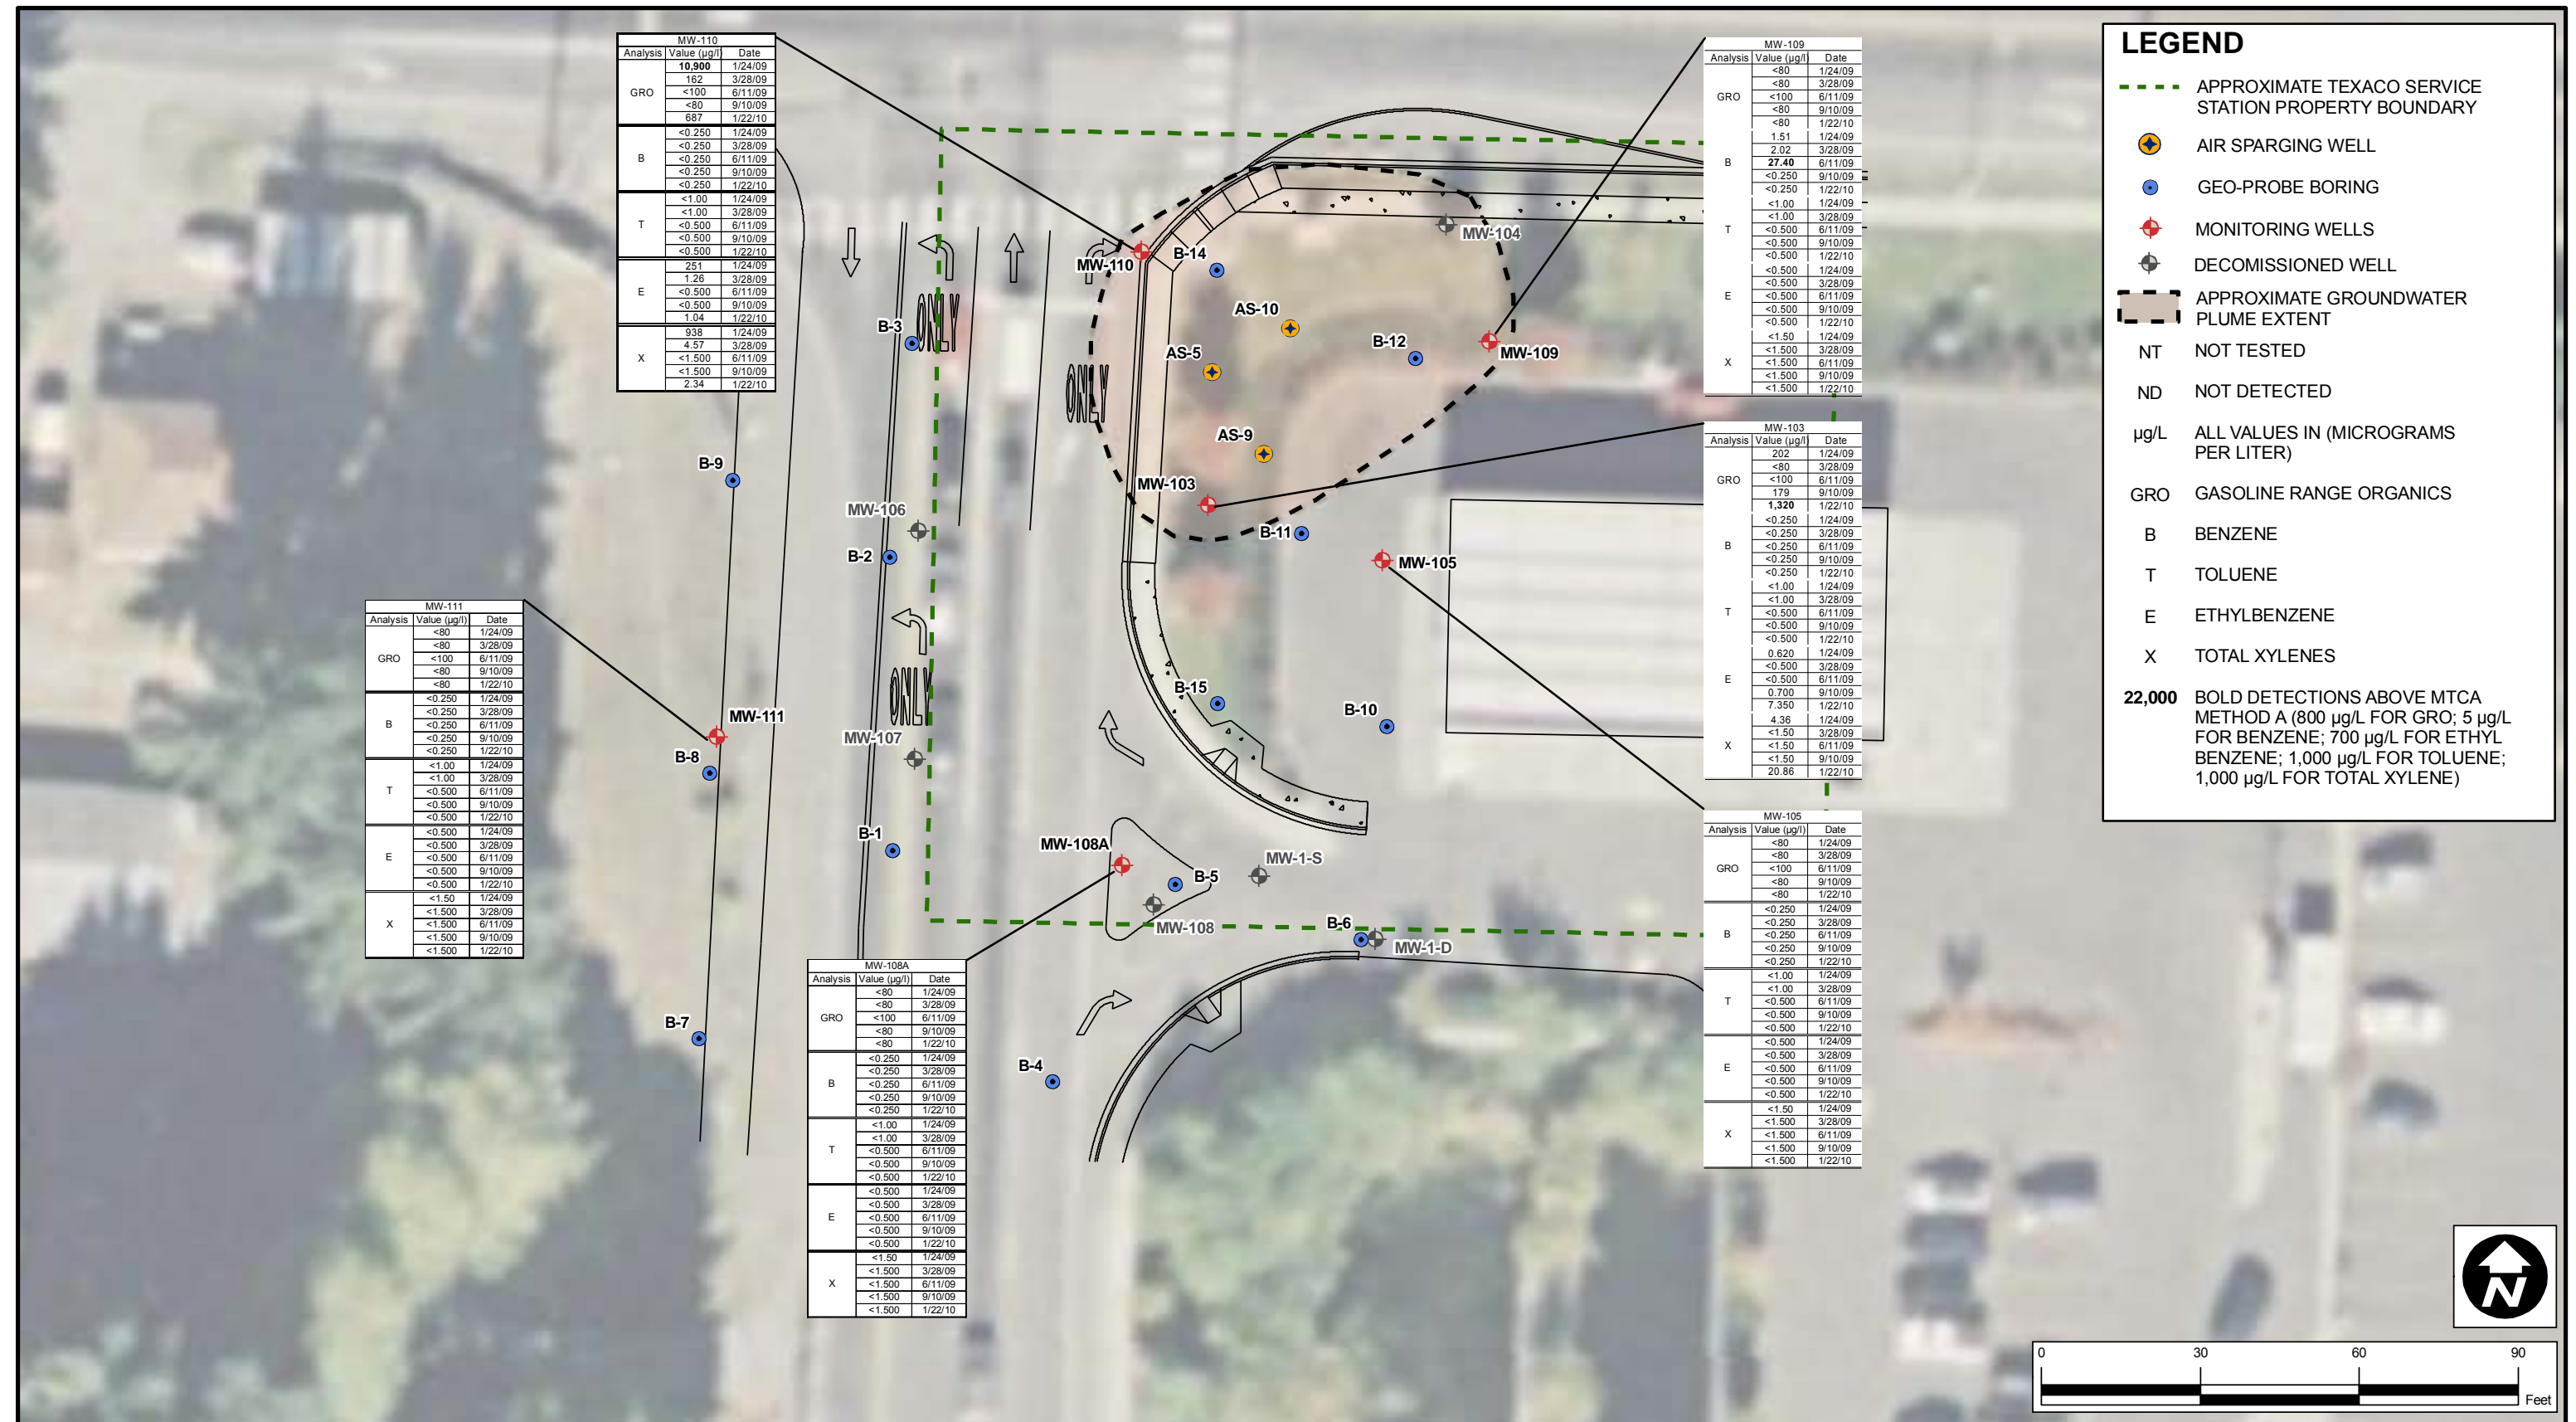 MW-110
Analysis Value (µg/l) Date
GRO
10,900 1/24/09
162 3/28/09
<100 6/11/09
<80 9/10/09
687 1/22/10
B
<0.250 1/24/09
<0.250 3/28/09
<0.250 6/11/09
<0.250 9/10/09
<0.250 1/22/10
T
<1.00 1/24/09
<1.00 3/28/09
<0.500 6/11/09
<0.500 9/10/09
<0.500 1/22/10
E
251 1/24/09
1.26 3/28/09
<0.500 6/11/09
<0.500 9/10/09
1.04 1/22/10
X
938 1/24/09
4.57 3/28/09
<1.500 6/11/09
<1.500 9/10/09
2.34 1/22/10
MW-109
Analysis Value (µg/l) Date
GRO
<80 1/24/09
<80 3/28/09
<100 6/11/09
<80 9/10/09
<80 1/22/10
B
1.51 1/24/09
2.02 3/28/09
27.40 6/11/09
<0.250 9/10/09
<0.250 1/22/10
T
<1.00 1/24/09
<1.00 3/28/09
<0.500 6/11/09
<0.500 9/10/09
<0.500 1/22/10
E
<0.500 1/24/09
<0.500 3/28/09
<0.500 6/11/09
<0.500 9/10/09
<0.500 1/22/10
X
<1.50 1/24/09
<1.500 3/28/09
<1.500 6/11/09
<1.500 9/10/09
<1.500 1/22/10
MW-103
Analysis Value (µg/l) Date
GRO
202 1/24/09
<80 3/28/09
<100 6/11/09
179 9/10/09
1,320 1/22/10
B
<0.250 1/24/09
<0.250 3/28/09
<0.250 6/11/09
<0.250 9/10/09
<0.250 1/22/10
T
<1.00 1/24/09
<1.00 3/28/09
<0.500 6/11/09
<0.500 9/10/09
<0.500 1/22/10
E
0.620 1/24/09
<0.500 3/28/09
<0.500 6/11/09
0.700 9/10/09
7.350 1/22/10
X
4.36 1/24/09
<1.50 3/28/09
<1.50 6/11/09
<1.50 9/10/09
20.86 1/22/10
MW-111
Analysis Value (µg/l) Date
GRO
<80 1/24/09
<80 3/28/09
<100 6/11/09
<80 9/10/09
<80 1/22/10
B
<0.250 1/24/09
<0.250 3/28/09
<0.250 6/11/09
<0.250 9/10/09
<0.250 1/22/10
T
<1.00 1/24/09
<1.00 3/28/09
<0.500 6/11/09
<0.500 9/10/09
<0.500 1/22/10
E
<0.500 1/24/09
<0.500 3/28/09
<0.500 6/11/09
<0.500 9/10/09
<0.500 1/22/10
X
<1.50 1/24/09
<1.500 3/28/09
<1.500 6/11/09
<1.500 9/10/09
<1.500 1/22/10
MW-105
Analysis Value (µg/l) Date
GRO
<80 1/24/09
<80 3/28/09
<100 6/11/09
<80 9/10/09
<80 1/22/10
B
<0.250 1/24/09
<0.250 3/28/09
<0.250 6/11/09
<0.250 9/10/09
<0.250 1/22/10
T
<1.00 1/24/09
<1.00 3/28/09
<0.500 6/11/09
<0.500 9/10/09
<0.500 1/22/10
E
<0.500 1/24/09
<0.500 3/28/09
<0.500 6/11/09
<0.500 9/10/09
<0.500 1/22/10
X
<1.50 1/24/09
<1.500 3/28/09
<1.500 6/11/09
<1.500 9/10/09
<1.500 1/22/10
MW-108A
Analysis Value (µg/l) Date
GRO
<80 1/24/09
<80 3/28/09
<100 6/11/09
<80 9/10/09
<80 1/22/10
B
<0.250 1/24/09
<0.250 3/28/09
<0.250 6/11/09
<0.250 9/10/09
<0.250 1/22/10
T
<1.00 1/24/09
<1.00 3/28/09
<0.500 6/11/09
<0.500 9/10/09
<0.500 1/22/10
E
<0.500 1/24/09
<0.500 3/28/09
<0.500 6/11/09
<0.500 9/10/09
<0.500 1/22/10
X
<1.50 1/24/09
<1.500 3/28/09
<1.500 6/11/09
<1.500 9/10/09
<1.500 1/22/10
MW-104
MW-110
B-14
AS-10
B-3
ONLY
B-12
MW-109
AS-5
ONLY
AS-9
B-9
MW-103
MW-106
B-11
B-2
MW-105
ONLY
B-15
B-10
MW-111
MW-107
B-8
B-1
MW-108A
MW-1-S
B-5
MW-108
B-6
MW-1-D
B-7
B-4
LEGEND
APPROXIMATE TEXACO SERVICE
STATION PROPERTY BOUNDARY
AIR SPARGING WELL
GEO-PROBE BORING
MONITORING WELLS
DECOMISSIONED WELL
APPROXIMATE GROUNDWATER
PLUME EXTENT
NT NOT TESTED
ND NOT DETECTED
µg/L ALL VALUES IN (MICROGRAMS
PER LITER)
GRO GASOLINE RANGE ORGANICS
B BENZENE
T TOLUENE
E ETHYLBENZENE
X TOTAL XYLENES
22,000 BOLD DETECTIONS ABOVE MTCA
METHOD A (800 µg/L FOR GRO; 5 µg/L
FOR BENZENE; 700 µg/L FOR ETHYL
BENZENE; 1,000 µg/L FOR TOLUENE;
1,000 µg/L FOR TOTAL XYLENE)
N
0 30 60 90
Feet